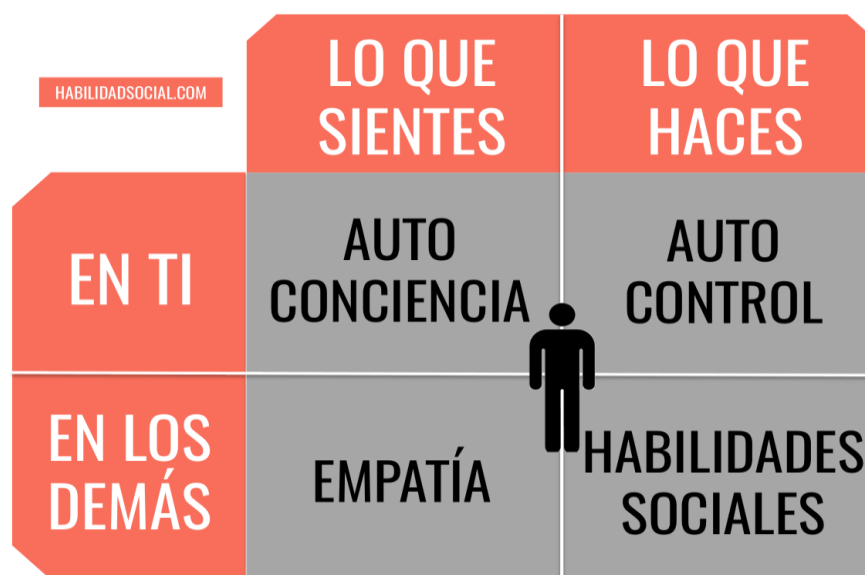 HABILIDADSOCIAL.COM
LO QUE
SIENTES
LO QUE
HACES
EN TI
AUTO
CONCIENCIA
AUTO
CONTROL
EN LOS
DEMÁS
EMPATÍA
HABILIDADES
SOCIALES